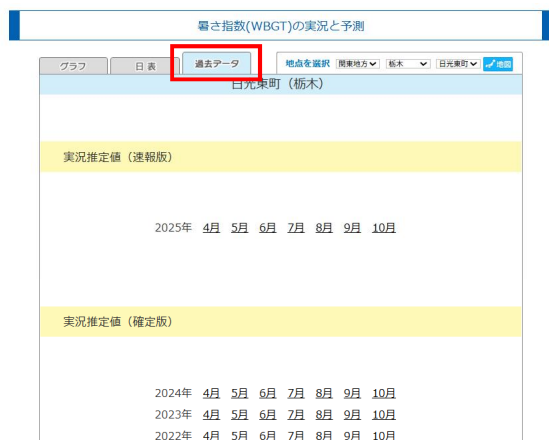 暑さ指数(WBGT)の実況と予測
グラフ 日表 過去データ 地点を選択 関東地方 栃木 日光東町 地図
日光東町（栃木）
実況推定値（速報版）
2025年 4月 5月 6月 7月 8月 9月 10月
実況推定値（確定版）
2024年 4月 5月 6月 7月 8月 9月 10月
2023年 4月 5月 6月 7月 8月 9月 10月
2022年 4月 5月 6月 7月 8月 9月 10月